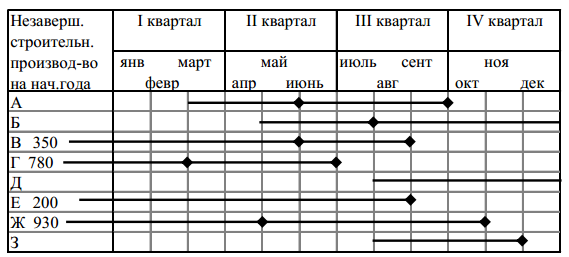 Незаверш. I квартал II квартал III квартал IV квартал
строительн.
производ-во янв март май июль сент ноя
на нач.года февр апр июнь авг окт дек
А
Б
В 350
Г 780
Д
Е 200
Ж 930
З